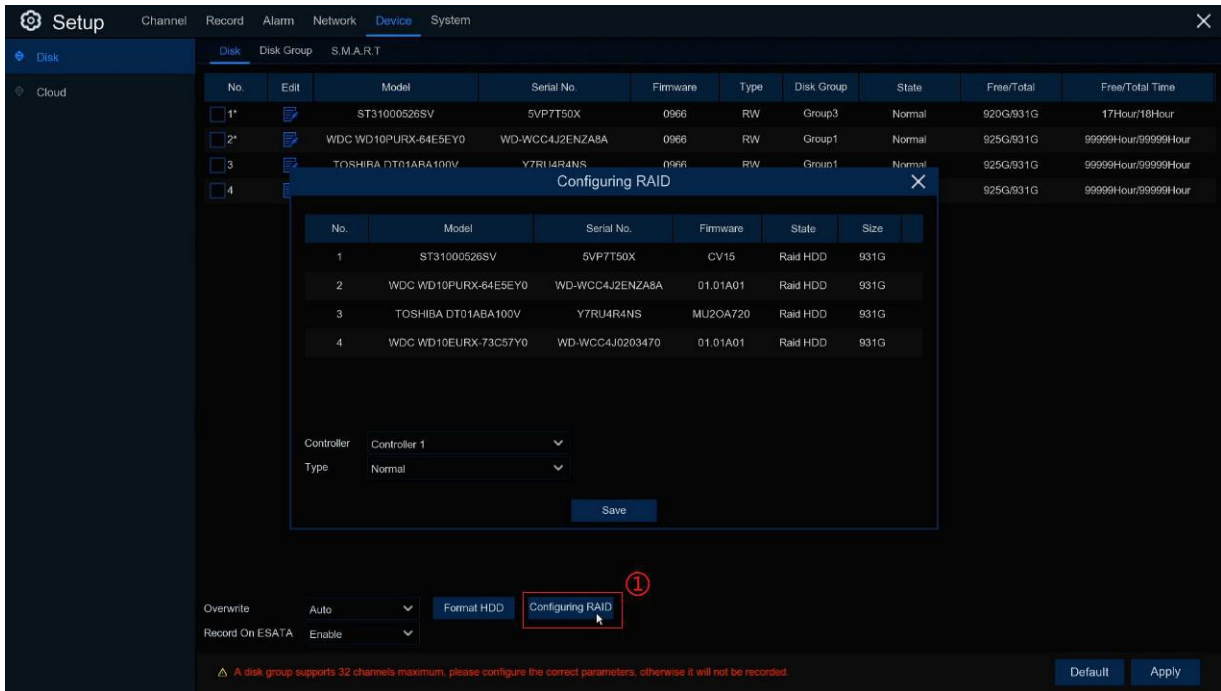 Setup Channel Record Alarm Network Device System
Disk Disk Group S.M.A.R.T
Disk
Cloud
No. Edit Model Serial No. Firmware Type Disk Group State Free/Total Free/Total Time
1* ST31000526SV 5VP7T50X 0966 RW Group3 Normal 920G/931G 17Hour/18Hour
2* WDC WD10PURX-64E5EY0 WD-WCC4J2ENZA8A 0966 RW Group1 Normal 925G/931G 99999Hour/99999Hour
3 TOSHIBA DT01ABA100V Y7RU4R4NS 0966 RW Group1 Normal 925G/931G 99999Hour/99999Hour
4 925G/931G 99999Hour/99999Hour
Configuring RAID
No. Model Serial No. Firmware State Size
1 ST31000526SV 5VP7T50X CV15 Raid HDD 931G
2 WDC WD10PURX-64E5EY0 WD-WCC4J2ENZA8A 01.01A01 Raid HDD 931G
3 TOSHIBA DT01ABA100V Y7RU4R4NS MU2OA720 Raid HDD 931G
4 WDC WD10EURX-73C57Y0 WD-WCC4J0203470 01.01A01 Raid HDD 931G
Controller Controller 1
Type Normal
Save
①
Overwrite Auto Format HDD Configuring RAID
Record On ESATA Enable
A disk group supports 32 channels maximum, please configure the correct parameters, otherwise it will not be recorded.
Default Apply